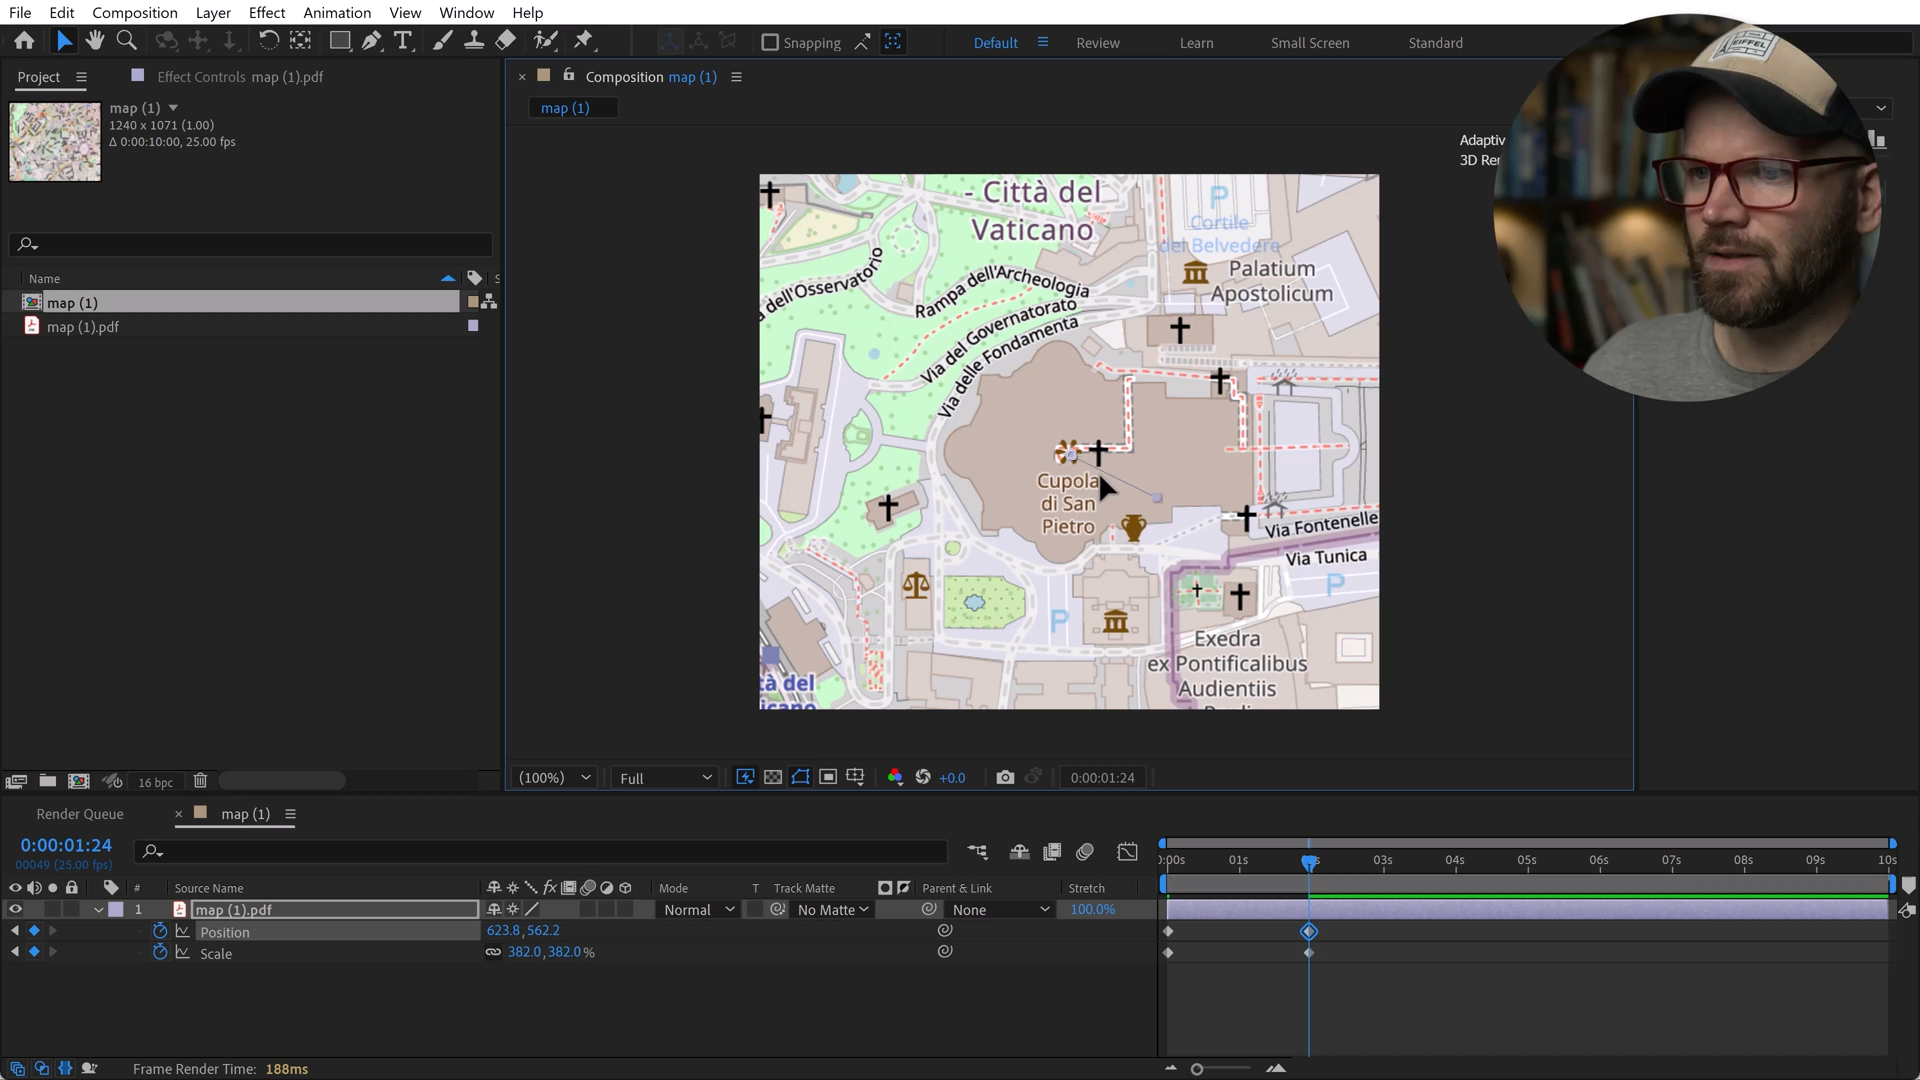 File Edit Composition Layer Effect Animation View Window Help
Snapping
Default Review Learn Small Screen Standard
EIFFEL
Project Effect Controls map (1).pdf
Composition map (1)
map (1)
1240 x 1071 (1.00)
Δ 0:00:10:00, 25.00 fps
map (1)
Adaptiv
3D Rer
- Città del
Vaticano
P
Cortile
del Belvedere
Palatium
Apostolicum
a dell'Osservatorio
Rampa dell'Archeologia
Via del Governatorato
Via delle Fondamenta
Cupola
di San
Pietro
Via Fontenelle
Via Tunica
P
P
Exedra
ex Pontificalibus
Audientiis
tà del
Name S
map (1)
map (1).pdf
16 bpc
(100%) Full +0.0 0:00:01:24
Render Queue map (1)
0:00:01:24
00049 (25.00 fps)
# Source Name Mode T Track Matte Parent & Link Stretch
1 map (1).pdf Normal No Matte None 100.0%
Position 623.8, 562.2
Scale 382.0, 382.0 %
0:00s 01s 03s 04s 05s 06s 07s 08s 09s 10s
Frame Render Time: 188ms